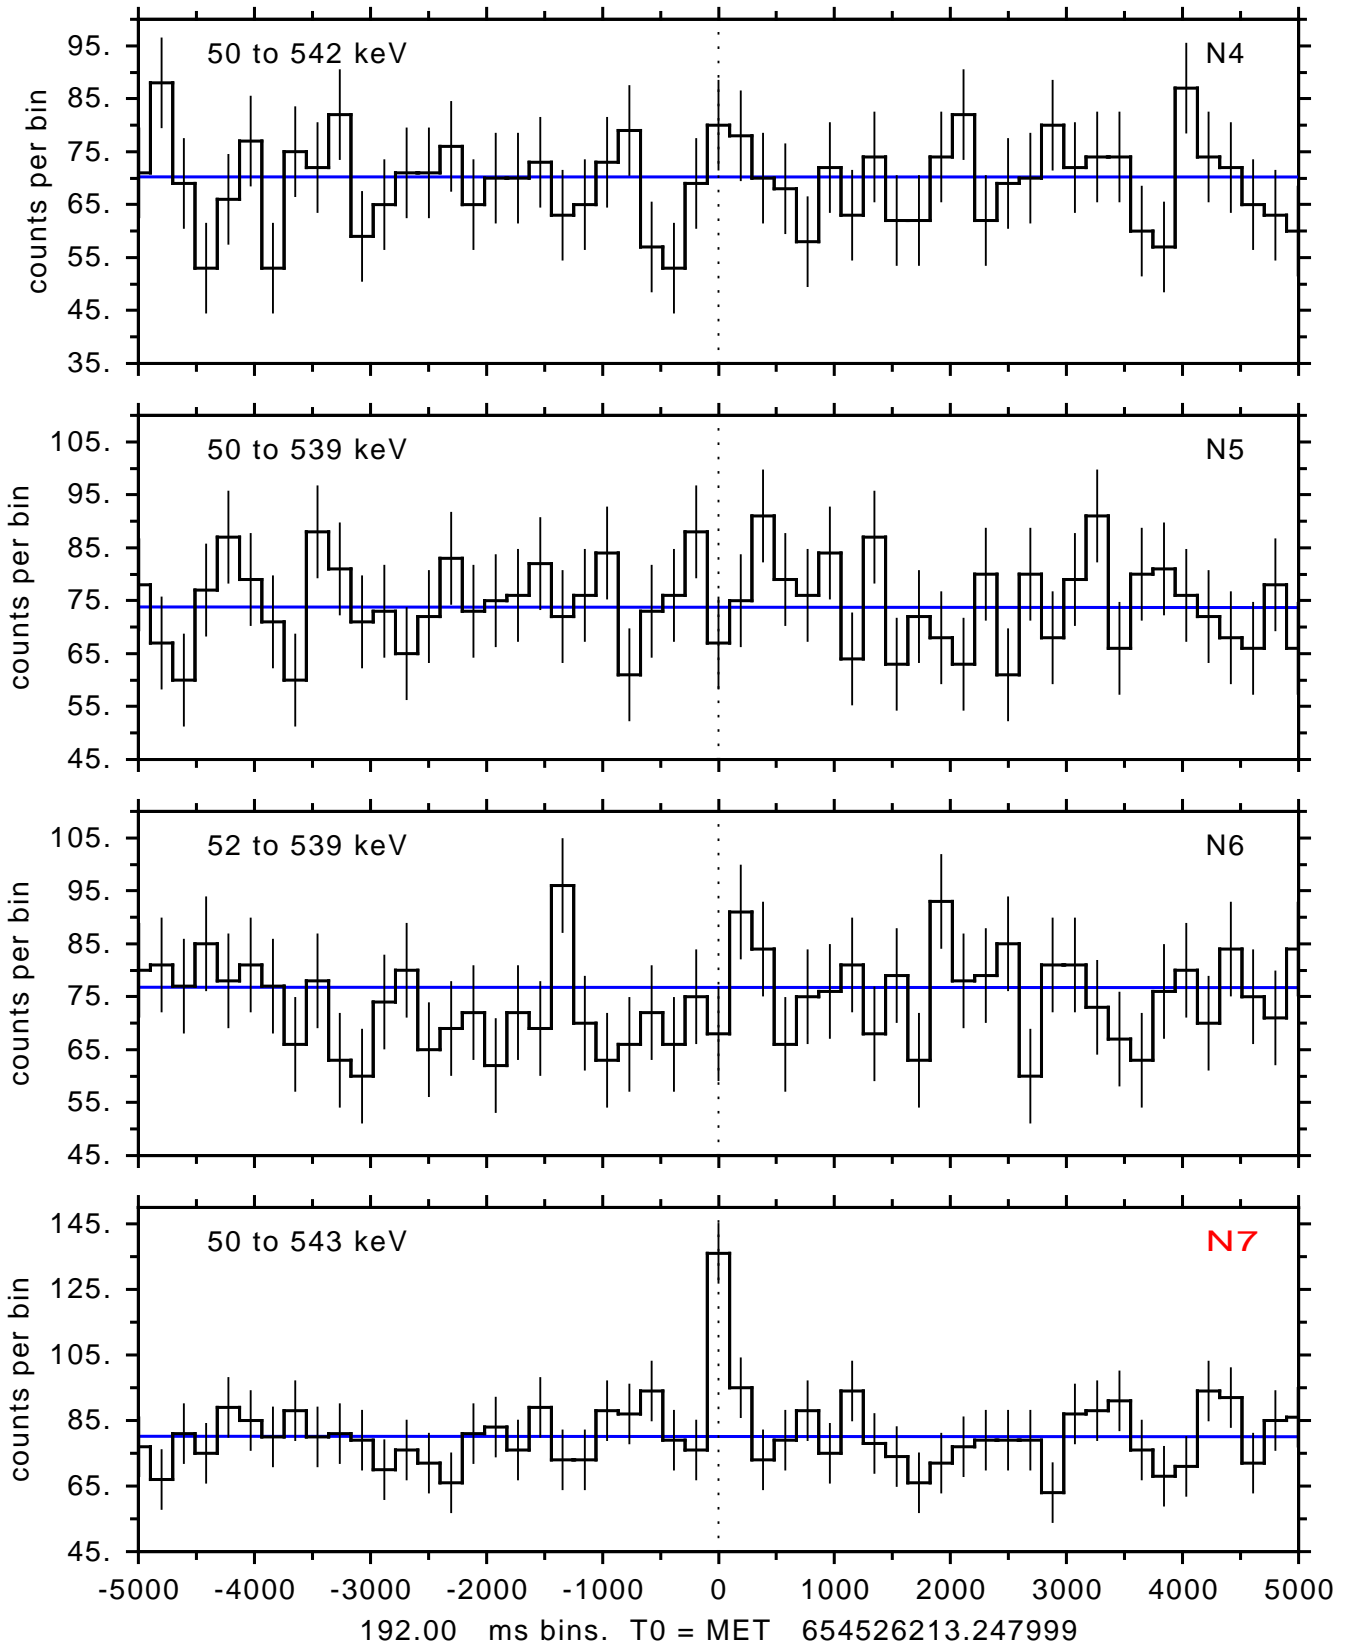 50 to 542 keV N4
95.
85.
75.
65.
55.
45.
35.
counts per bin
50 to 539 keV N5
105.
95.
85.
75.
65.
55.
45.
counts per bin
52 to 539 keV N6
105.
95.
85.
75.
65.
55.
45.
counts per bin
50 to 543 keV N7
145.
125.
105.
85.
65.
45.
counts per bin
-5000 -4000 -3000 -2000 -1000 0 1000 2000 3000 4000 5000
192.00 ms bins. T0 = MET 654526213.247999